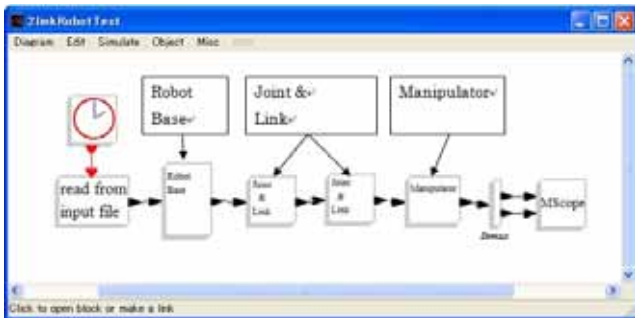 2linkRobotTest
Diagram Edit Simulate Object Misc
Robot
Base
Joint &
Link
Manipulator
read from
input file
Robot
Base
Joint
&
Link
Joint
&
Link
Manipulator
Demux
MScope
Click to open block or make a link